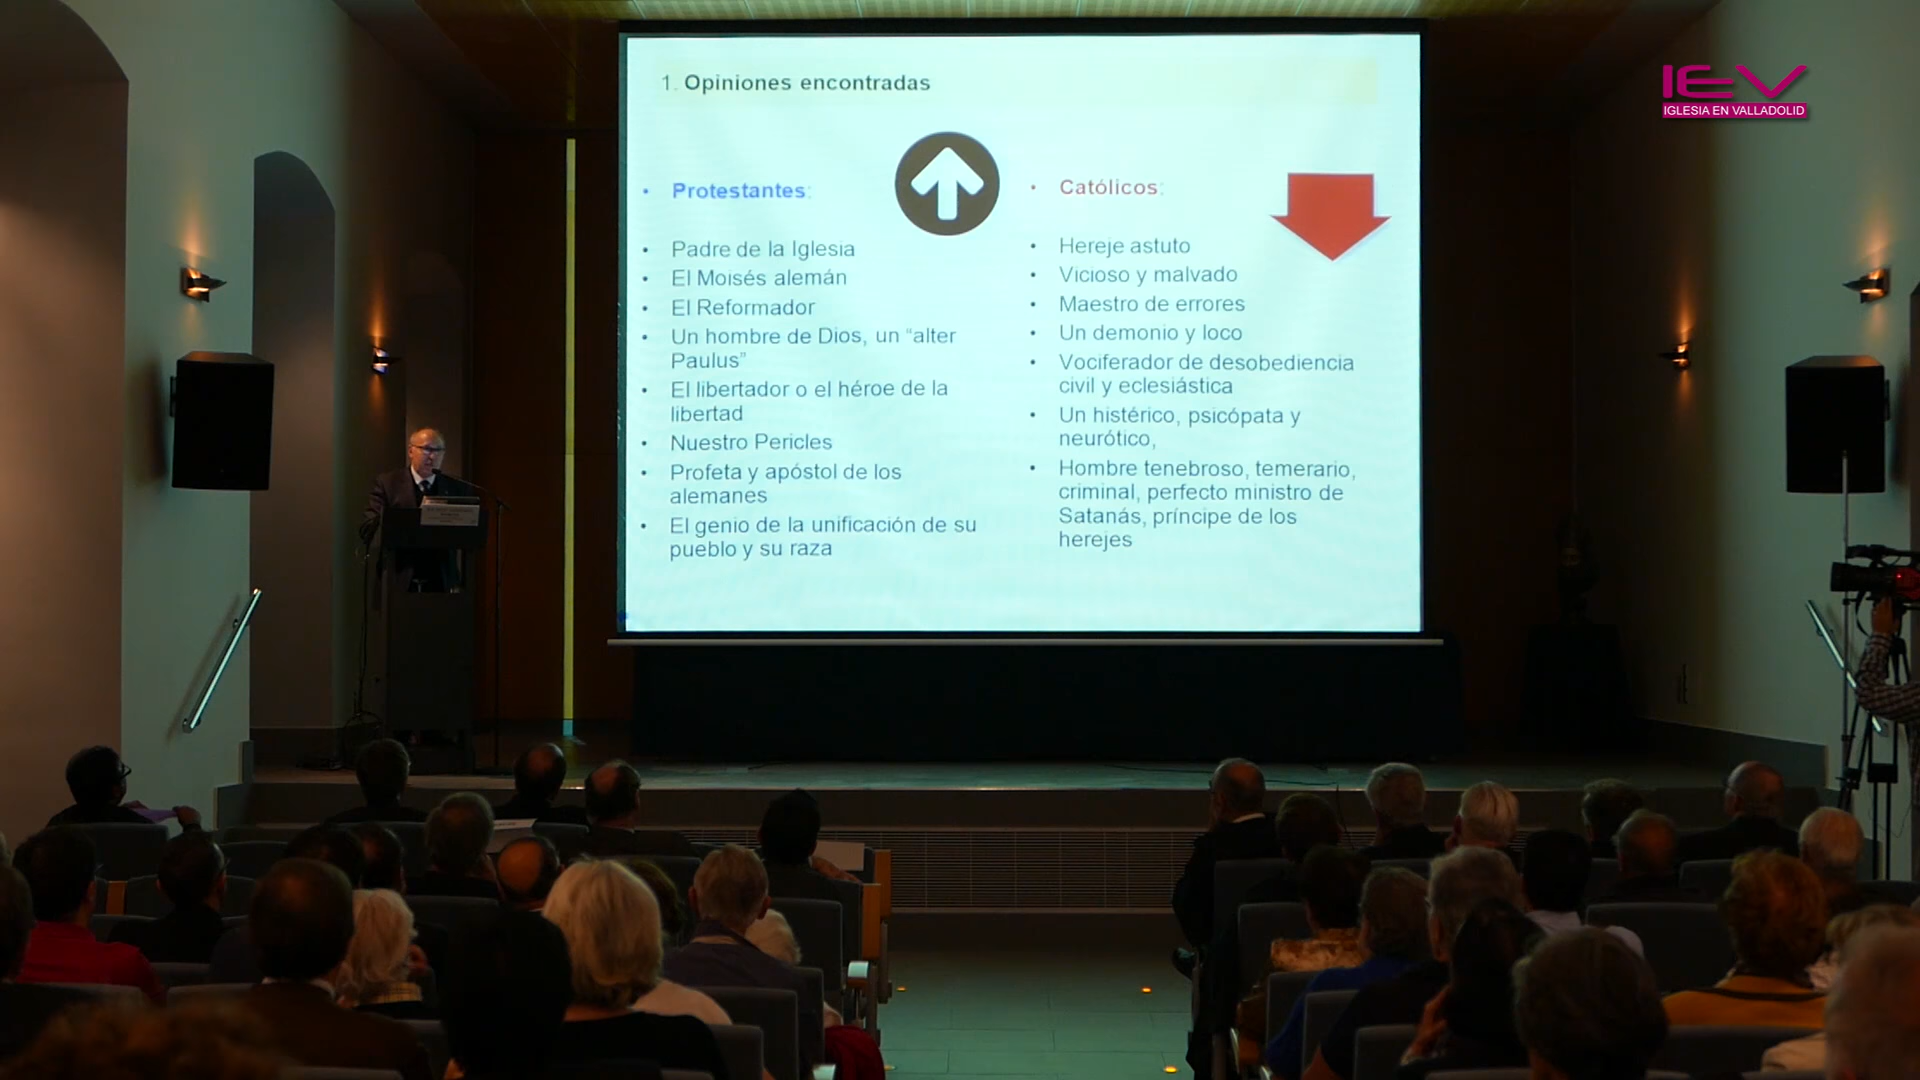 IEV
IGLESIA EN VALLADOLID
1. Opiniones encontradas
• Protestantes:
• Padre de la Iglesia
• El Moisés alemán
• El Reformador
• Un hombre de Dios, un “alter
Paulus”
• El libertador o el héroe de la
libertad
• Nuestro Pericles
• Profeta y apóstol de los
alemanes
• El genio de la unificación de su
pueblo y su raza
• Católicos:
• Hereje astuto
• Vicioso y malvado
• Maestro de errores
• Un demonio y loco
• Vociferador de desobediencia
civil y eclesiástica
• Un histérico, psicópata y
neurótico,
• Hombre tenebroso, temerario,
criminal, perfecto ministro de
Satanás, príncipe de los
herejes